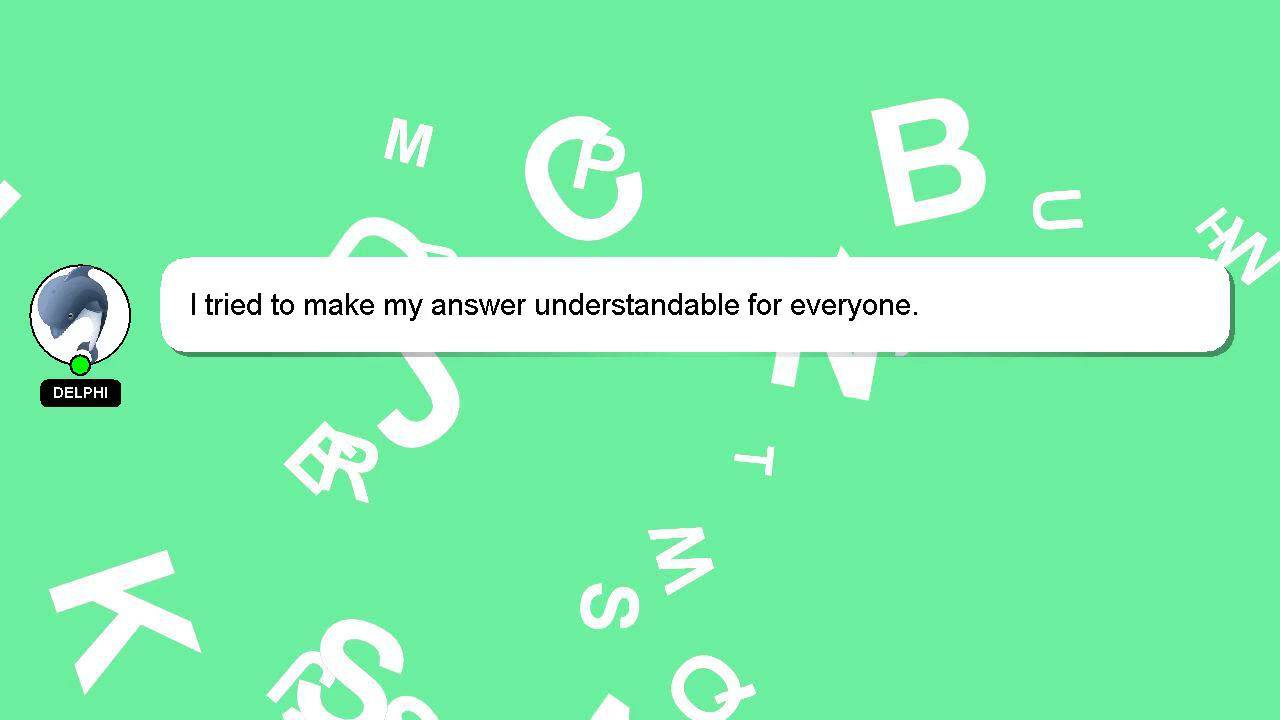 M
C
P
B
U
H
W
I tried to make my answer understandable for everyone.
DELPHI
J
N
R
T
K
M
S
S
Q